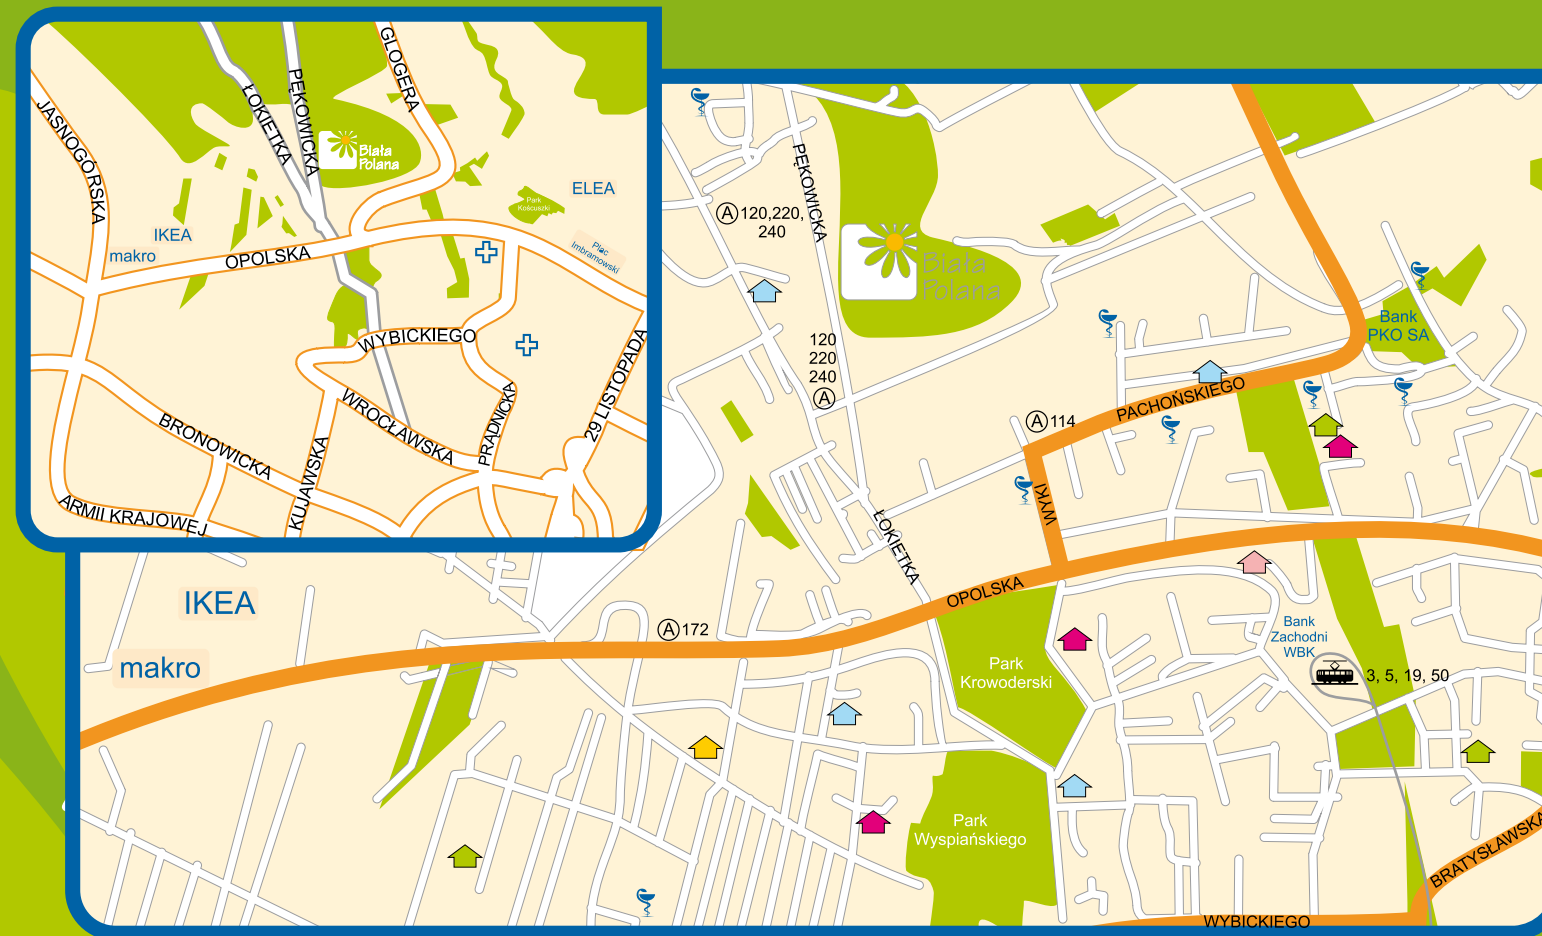 GLOGERA
PĘKOWICKA
ŁOKIETKA
JASNOGÓRSKA
Biała
Polana
ELEA
Park
Kościuszki
IKEA
makro
OPOLSKA
Plac
Imbramowski
WYBICKIEGO
29 LISTOPADA
WROCŁAWSKA
PRĄDNICKA
BRONOWICKA
KUJAWSKA
ARMII KRAJOWEJ
PĘKOWICKA
A 120,220,
240
Biała
Polana
Bank
PKO SA
120
220
240
A
PACHOŃSKIEGO
A 114
WYKI
ŁOKIETKA
OPOLSKA
IKEA
A 172
Bank
Zachodni
WBK
makro
Park
Krowoderski
3, 5, 19, 50
Park
Wyspiańskiego
BRATYSŁAWSKA
WYBICKIEGO